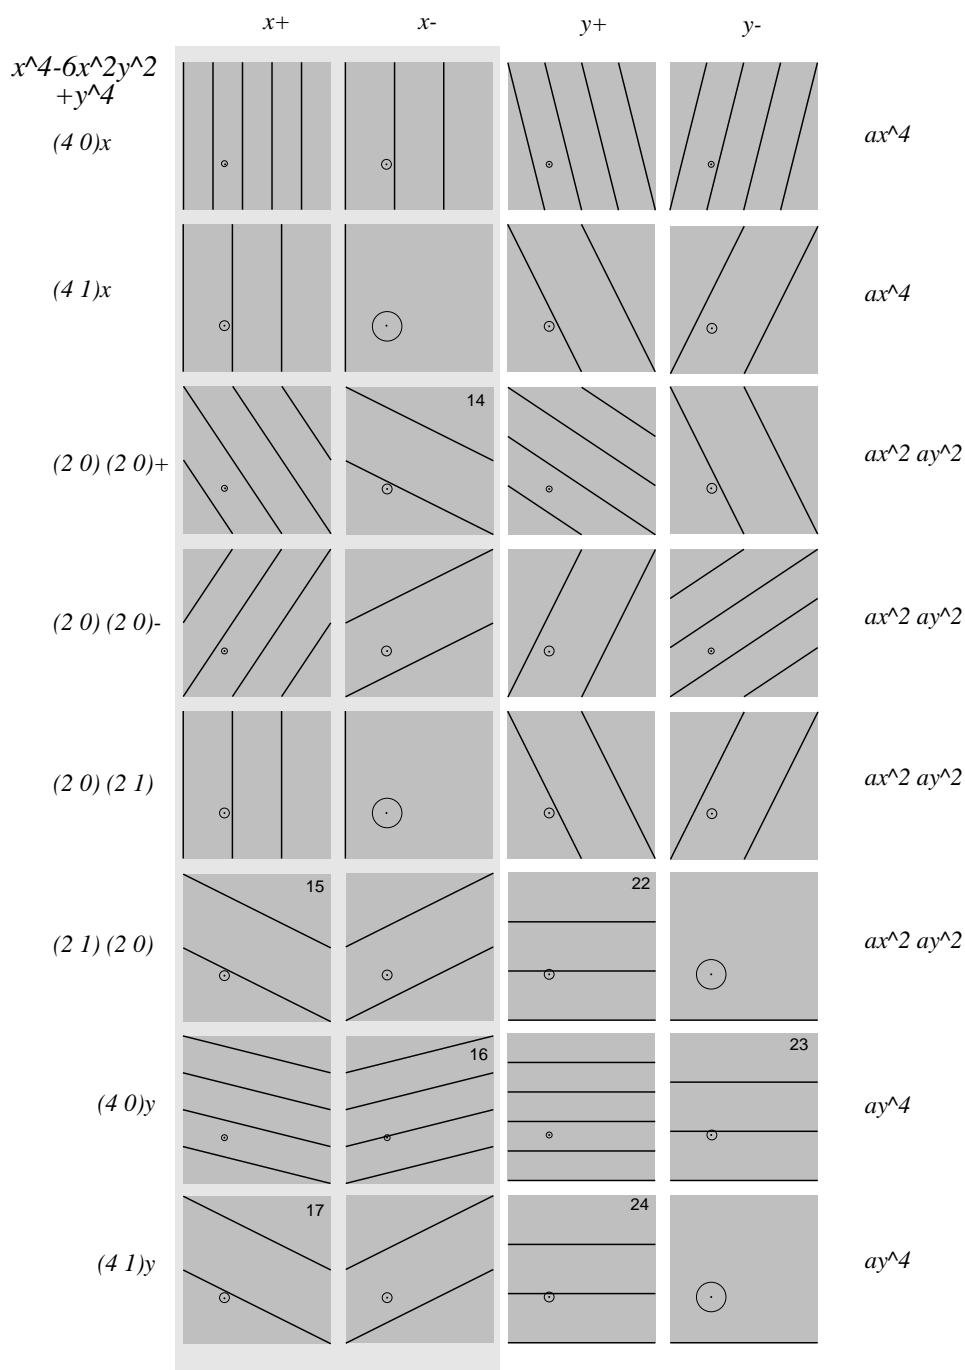 x+ x- y+ y-
x^4-6x^2y^2
+y^4
(4 0)x ax^4
(4 1)x ax^4
14
(2 0) (2 0)+ ax^2 ay^2
(2 0) (2 0)- ax^2 ay^2
(2 0) (2 1) ax^2 ay^2
15 22
(2 1) (2 0) ax^2 ay^2
16 23
(4 0)y ay^4
17 24
(4 1)y ay^4